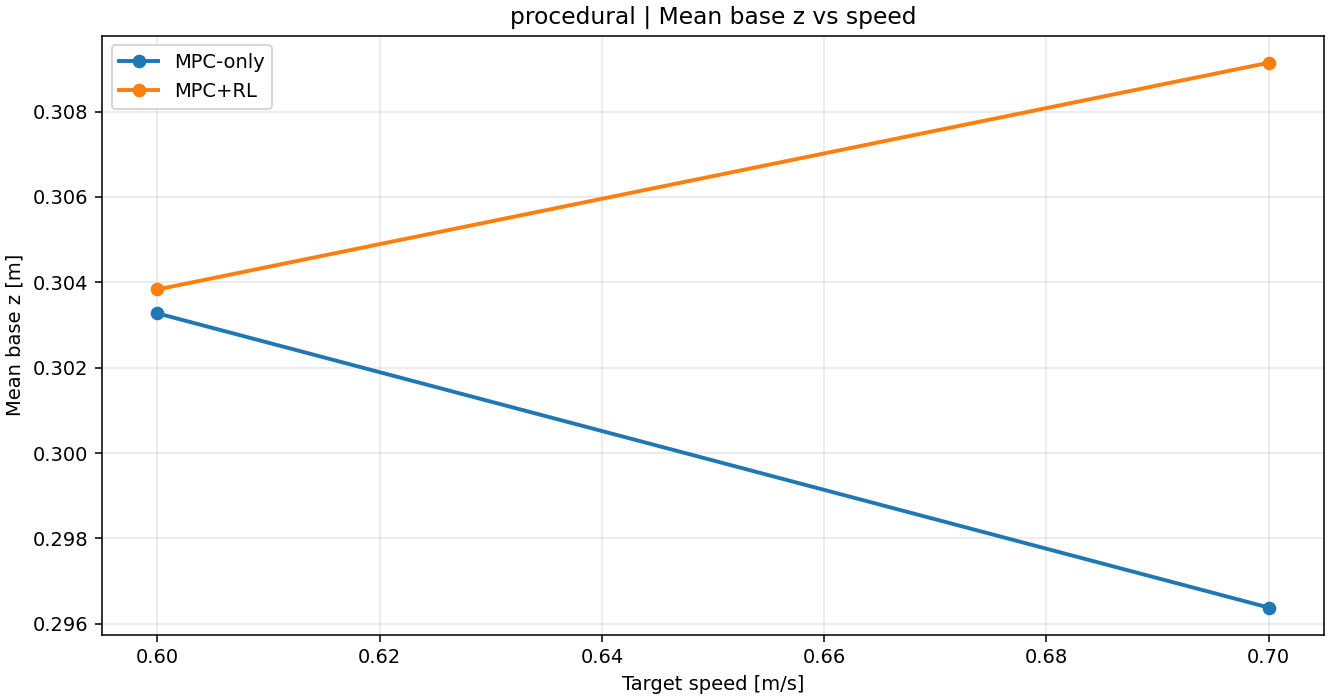 procedural | Mean base z vs speed
MPC-only
MPC+RL
Mean base z [m]
0.308
0.306
0.304
0.302
0.300
0.298
0.296
0.60 0.62 0.64 0.66 0.68 0.70
Target speed [m/s]